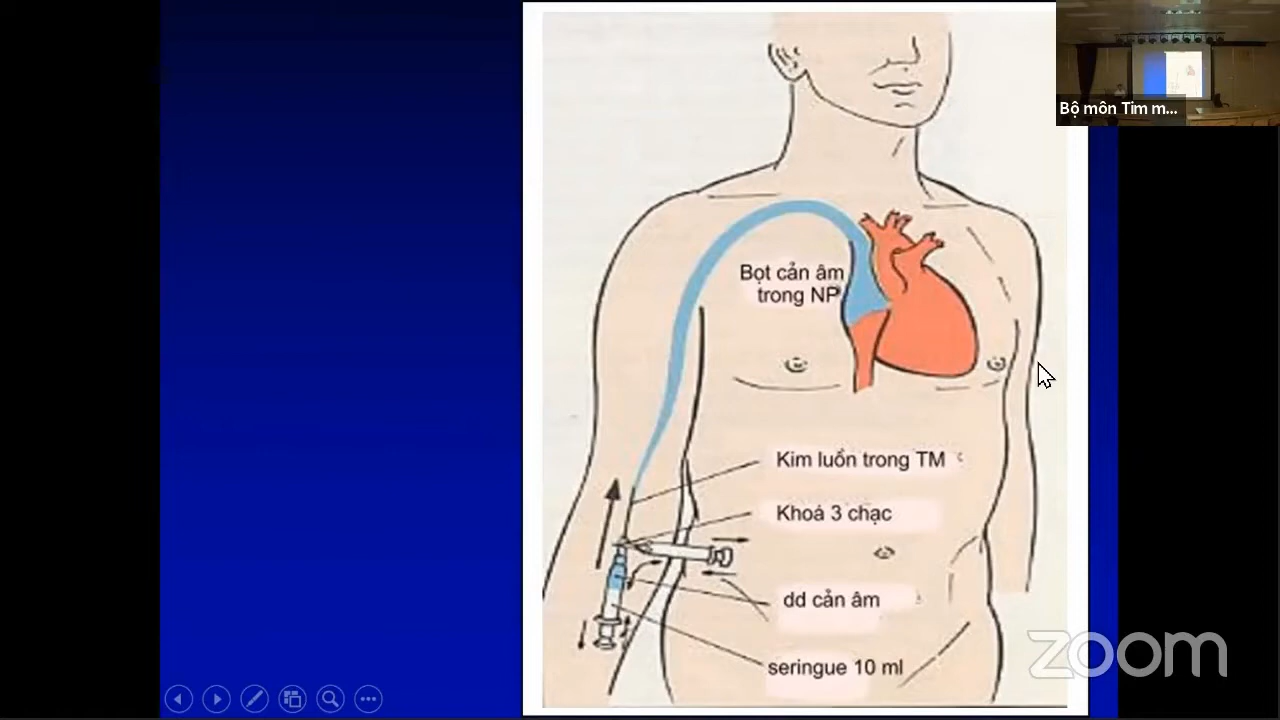 Bộ môn Tim m...
Bọt cản âm
trong NP
Kim luồn trong TM
Khoá 3 chạc
dd cản âm
seringue 10 ml
zoom